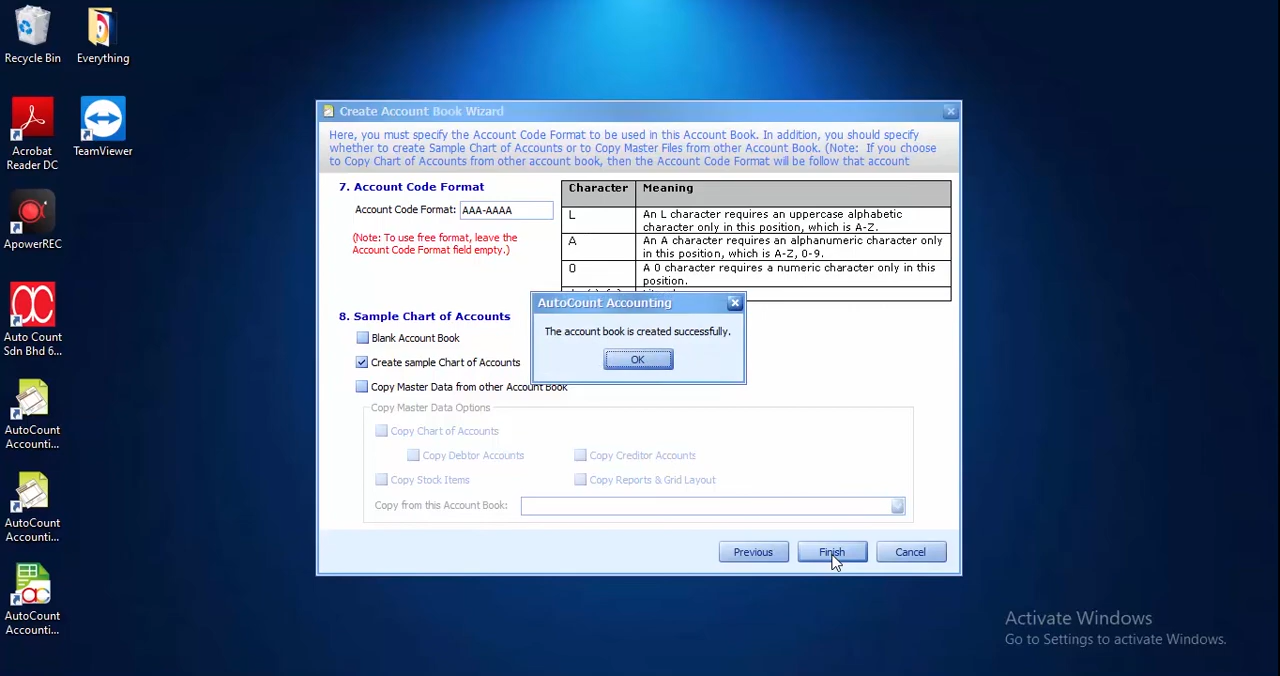 Recycle Bin
Everything
Acrobat
Reader DC
TeamViewer
ApowerREC
Auto Count
Sdn Bhd 6...
AutoCount
Accounti...
AutoCount
Accounti...
AutoCount
Accounti...
Create Account Book Wizard
Here, you must specify the Account Code Format to be used in this Account Book. In addition, you should specify
whether to create Sample Chart of Accounts or to Copy Master Files from other Account Book. (Note: If you choose
to Copy Chart of Accounts from other account book, then the Account Code Format will be follow that account
7. Account Code Format
Account Code Format: AAA-AAAA
(Note: To use free format, leave the
Account Code Format field empty.)
Character Meaning
L An L character requires an uppercase alphabetic
character only in this position, which is A-Z.
A An A character requires an alphanumeric character only
in this position, which is A-Z, 0-9.
0 A 0 character requires a numeric character only in this
position.
AutoCount Accounting
The account book is created successfully.
OK
8. Sample Chart of Accounts
Blank Account Book
Create sample Chart of Accounts
Copy Master Data from other Account Book
Copy Master Data Options
Copy Chart of Accounts
Copy Debtor Accounts
Copy Creditor Accounts
Copy Stock Items
Copy Reports & Grid Layout
Copy from this Account Book:
Previous
Finish
Cancel
Activate Windows
Go to Settings to activate Windows.